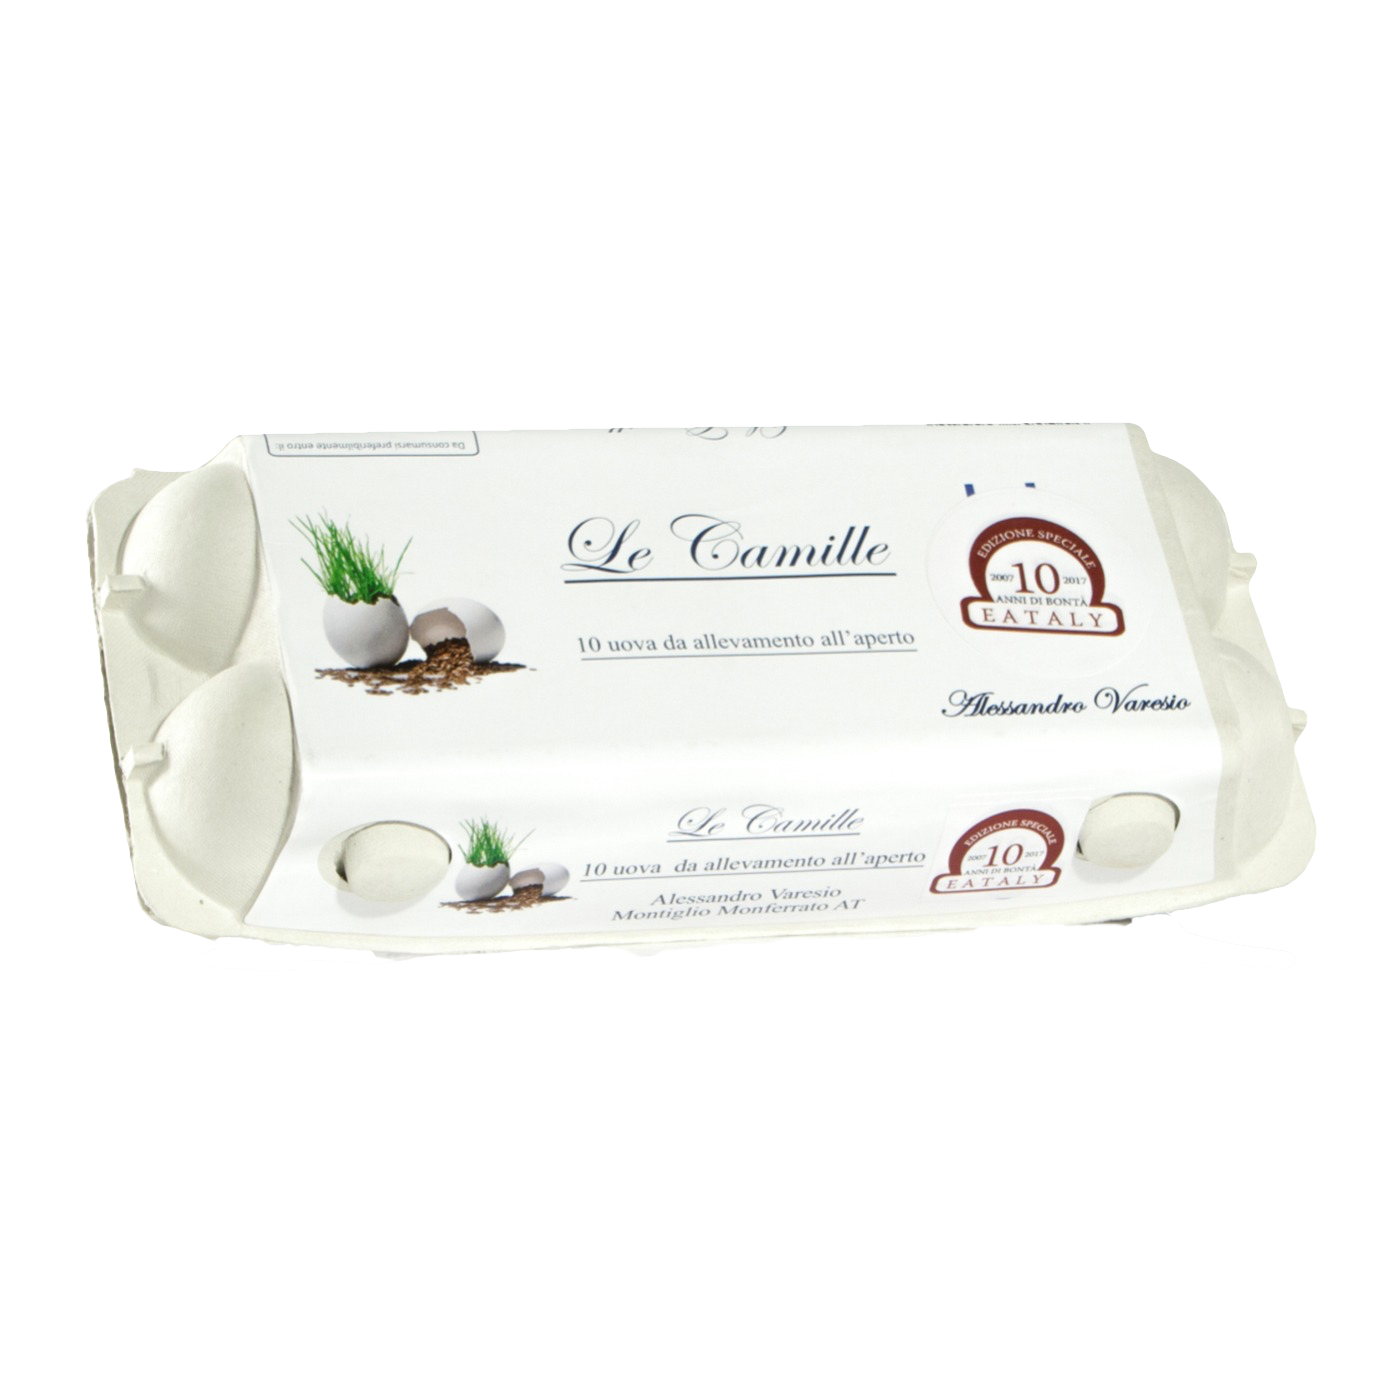 Da consumarsi preferibilmente entro il:
Le Camille
10 uova da allevamento all'aperto
EDIZIONE SPECIALE
2007 10 2017
ANNI DI BONTÀ
EATALY
Alessandro Varesio
Le Camille
10 uova da allevamento all'aperto
Alessandro Varesio
Montiglio Monferrato AT
EDIZIONE SPECIALE
2007 10 2017
ANNI DI BONTÀ
EATALY